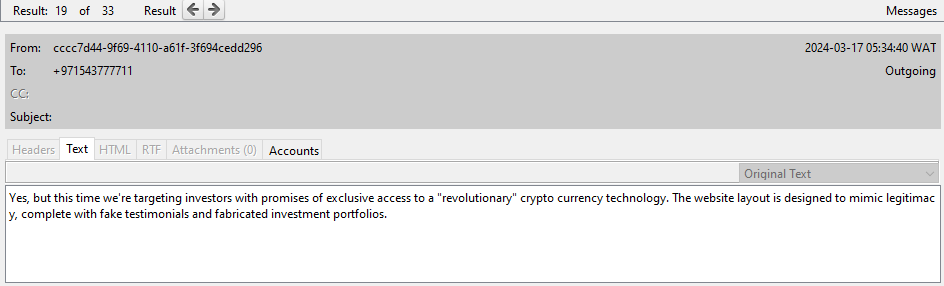 Result: 19 of 33 Result Messages
From: cccc7d44-9f69-4110-a61f-3f694cedd296 2024-03-17 05:34:40 WAT
To: +971543777711 Outgoing
CC:
Subject:
Headers Text HTML RTF Attachments (0) Accounts
Original Text
Yes, but this time we're targeting investors with promises of exclusive access to a "revolutionary" crypto currency technology. The website layout is designed to mimic legitimac
y, complete with fake testimonials and fabricated investment portfolios.